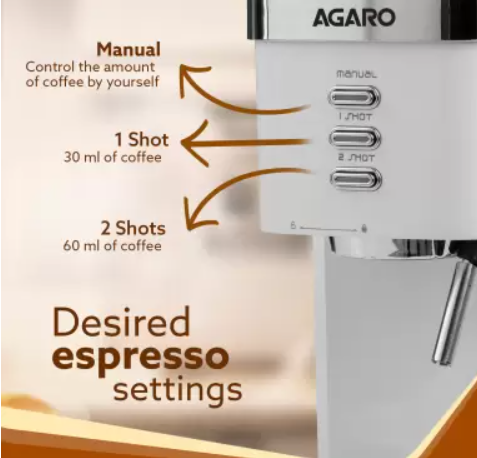 AGARO
Manual
Control the amount
of coffee by yourself
MANUAL
1 SHOT
1 Shot
30 ml of coffee
2 SHOT
2 Shots
60 ml of coffee
Desired
espresso
settings